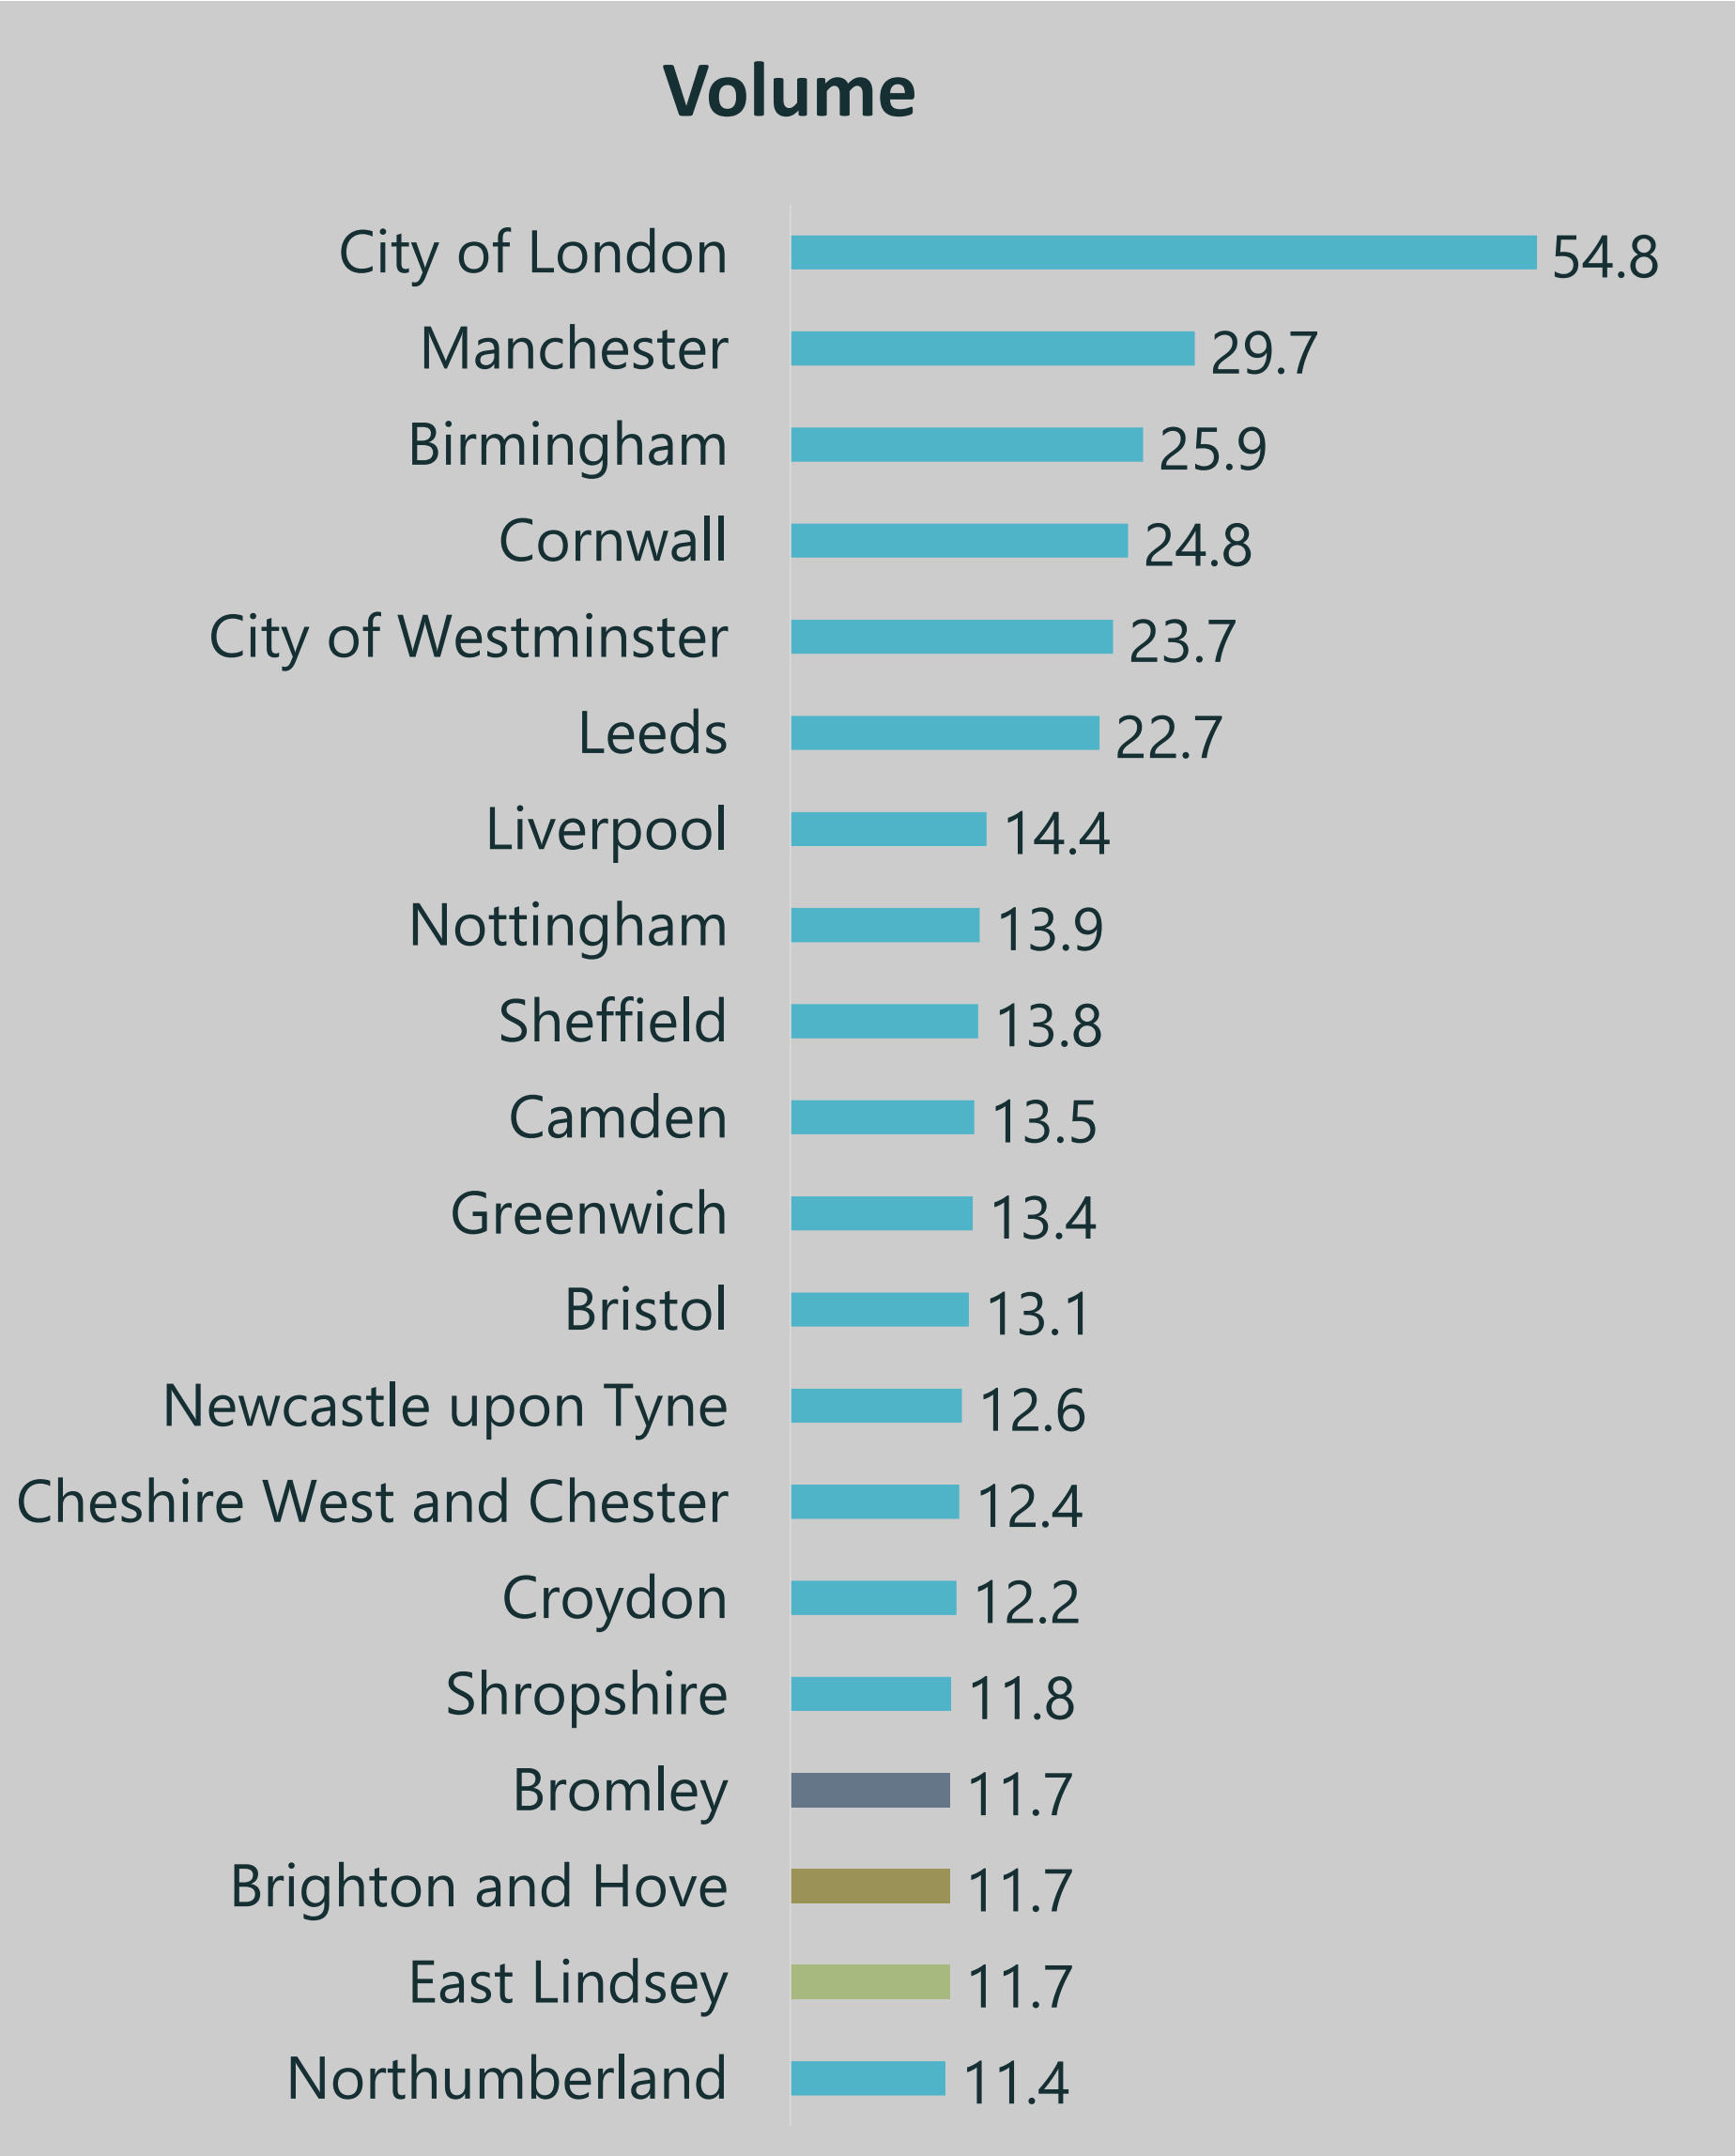 Volume
City of London 54.8
Manchester 29.7
Birmingham 25.9
Cornwall 24.8
City of Westminster 23.7
Leeds 22.7
Liverpool 14.4
Nottingham 13.9
Sheffield 13.8
Camden 13.5
Greenwich 13.4
Bristol 13.1
Newcastle upon Tyne 12.6
Cheshire West and Chester 12.4
Croydon 12.2
Shropshire 11.8
Bromley 11.7
Brighton and Hove 11.7
East Lindsey 11.7
Northumberland 11.4